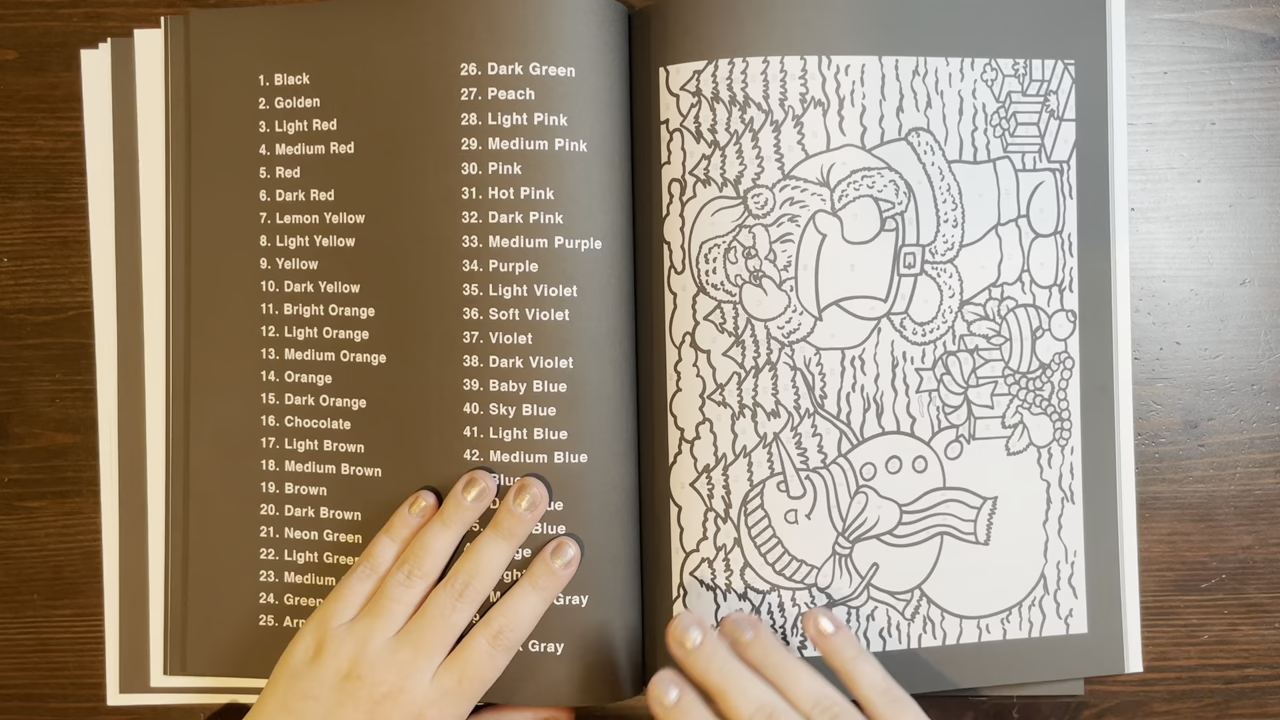 1. Black
2. Golden
3. Light Red
4. Medium Red
5. Red
6. Dark Red
7. Lemon Yellow
8. Light Yellow
9. Yellow
10. Dark Yellow
11. Bright Orange
12. Light Orange
13. Medium Orange
14. Orange
15. Dark Orange
16. Chocolate
17. Light Brown
18. Medium Brown
19. Brown
20. Dark Brown
21. Neon Green
22. Light Green
23. Medium
24. Green
25.
26. Dark Green
27. Peach
28. Light Pink
29. Medium Pink
30. Pink
31. Hot Pink
32. Dark Pink
33. Medium Purple
34. Purple
35. Light Violet
36. Soft Violet
37. Violet
38. Dark Violet
39. Baby Blue
40. Sky Blue
41. Light Blue
42. Medium Blue
Blue
Blue
Gray
Gray